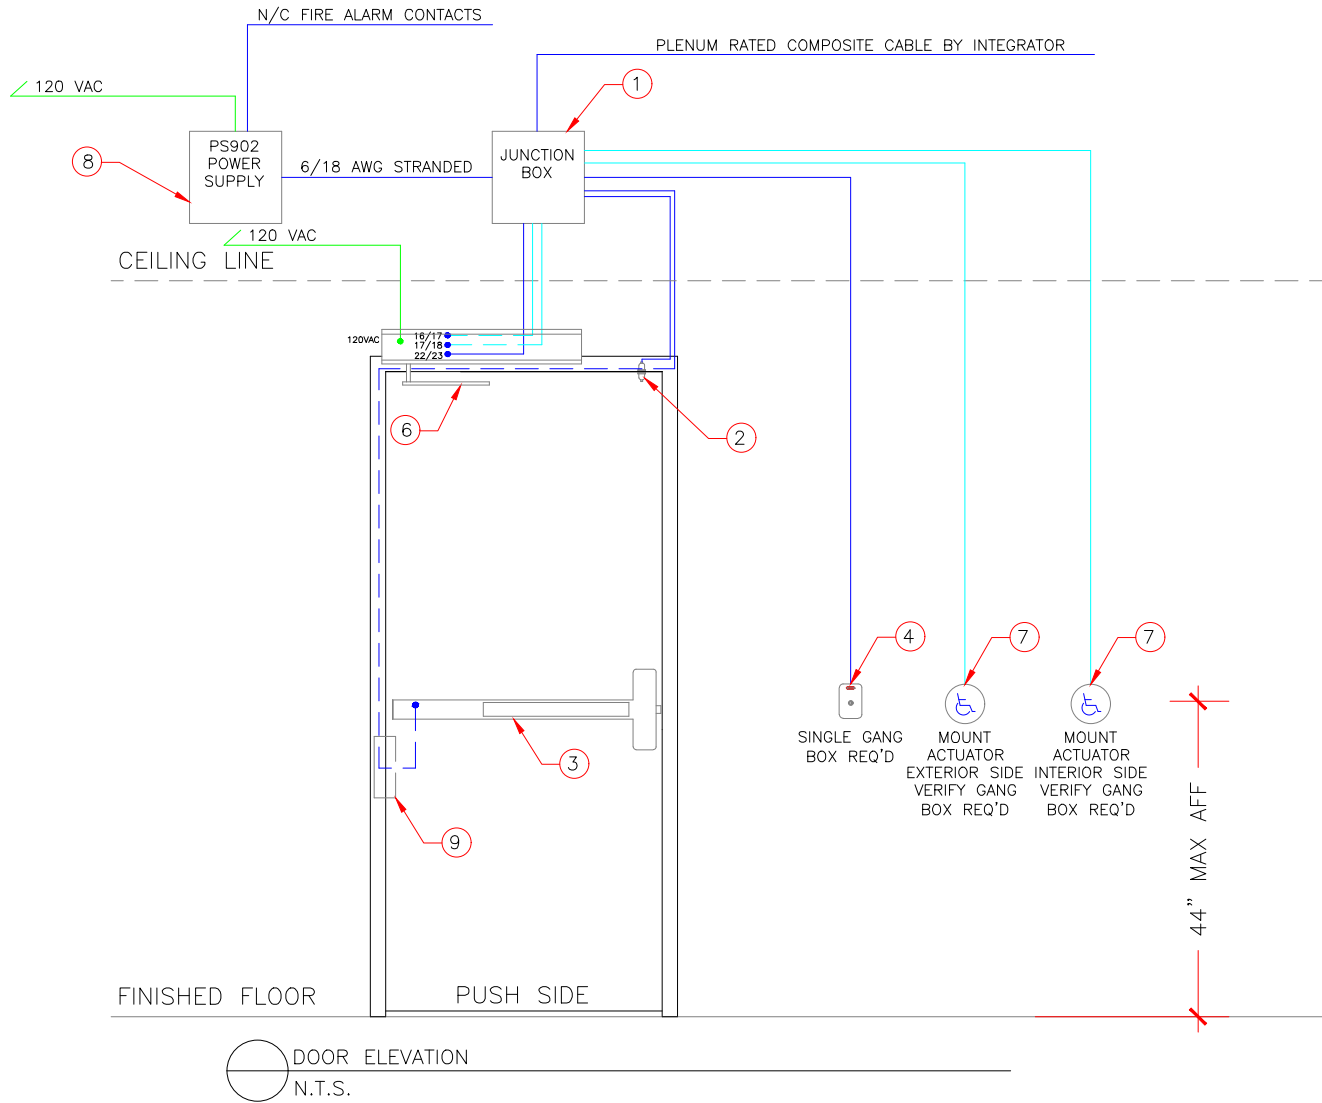 N/C FIRE ALARM CONTACTS
PLENUM RATED COMPOSITE CABLE BY INTEGRATOR
120 VAC
1
PS902
POWER
SUPPLY
8
6/18 AWG STRANDED
JUNCTION
BOX
120 VAC
CEILING LINE
120VAC
16/17
17/18
22/23
6
2
4
7
7
3
9
SINGLE GANG
BOX REQ'D
MOUNT
ACTUATOR
EXTERIOR SIDE
VERIFY GANG
BOX REQ'D
MOUNT
ACTUATOR
INTERIOR SIDE
VERIFY GANG
BOX REQ'D
44" MAX AFF
FINISHED FLOOR
PUSH SIDE
DOOR ELEVATION
N.T.S.